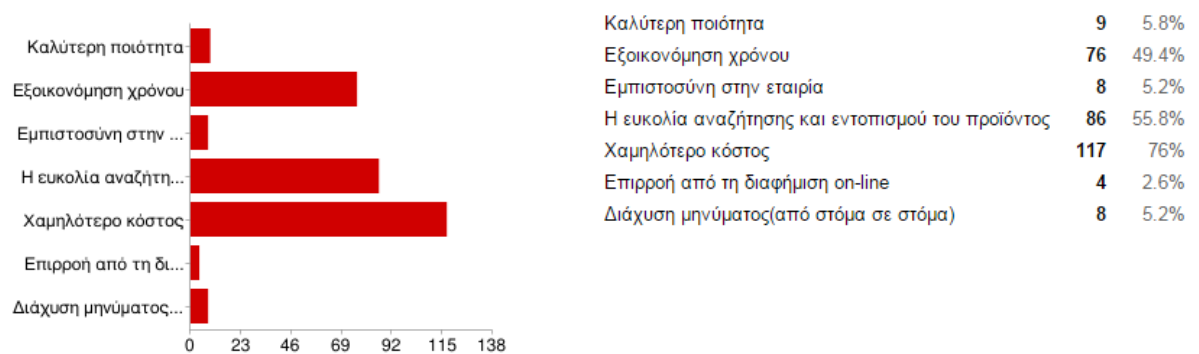 Καλύτερη ποιότητα
Εξοικονόμηση χρόνου
Εμπιστοσύνη στην ...
Η ευκολία αναζήτη...
Χαμηλότερο κόστος
Επιρροή από τη δι...
Διάχυση μηνύματος...
0 23 46 69 92 115 138
Καλύτερη ποιότητα 9 5.8%
Εξοικονόμηση χρόνου 76 49.4%
Εμπιστοσύνη στην εταιρία 8 5.2%
Η ευκολία αναζήτησης και εντοπισμού του προϊόντος 86 55.8%
Χαμηλότερο κόστος 117 76%
Επιρροή από τη διαφήμιση on-line 4 2.6%
Διάχυση μηνύματος(από στόμα σε στόμα) 8 5.2%